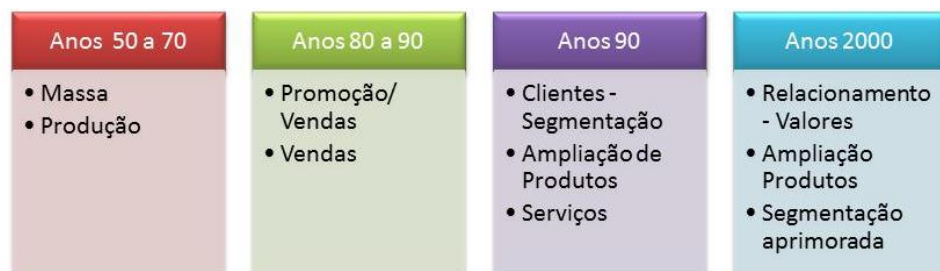 Anos 50 a 70
• Massa
• Produção
Anos 80 a 90
• Promoção/
Vendas
• Vendas
Anos 90
• Clientes -
Segmentação
• Ampliação de
Produtos
• Serviços
Anos 2000
• Relacionamento
- Valores
• Ampliação
Produtos
• Segmentação
aprimorada